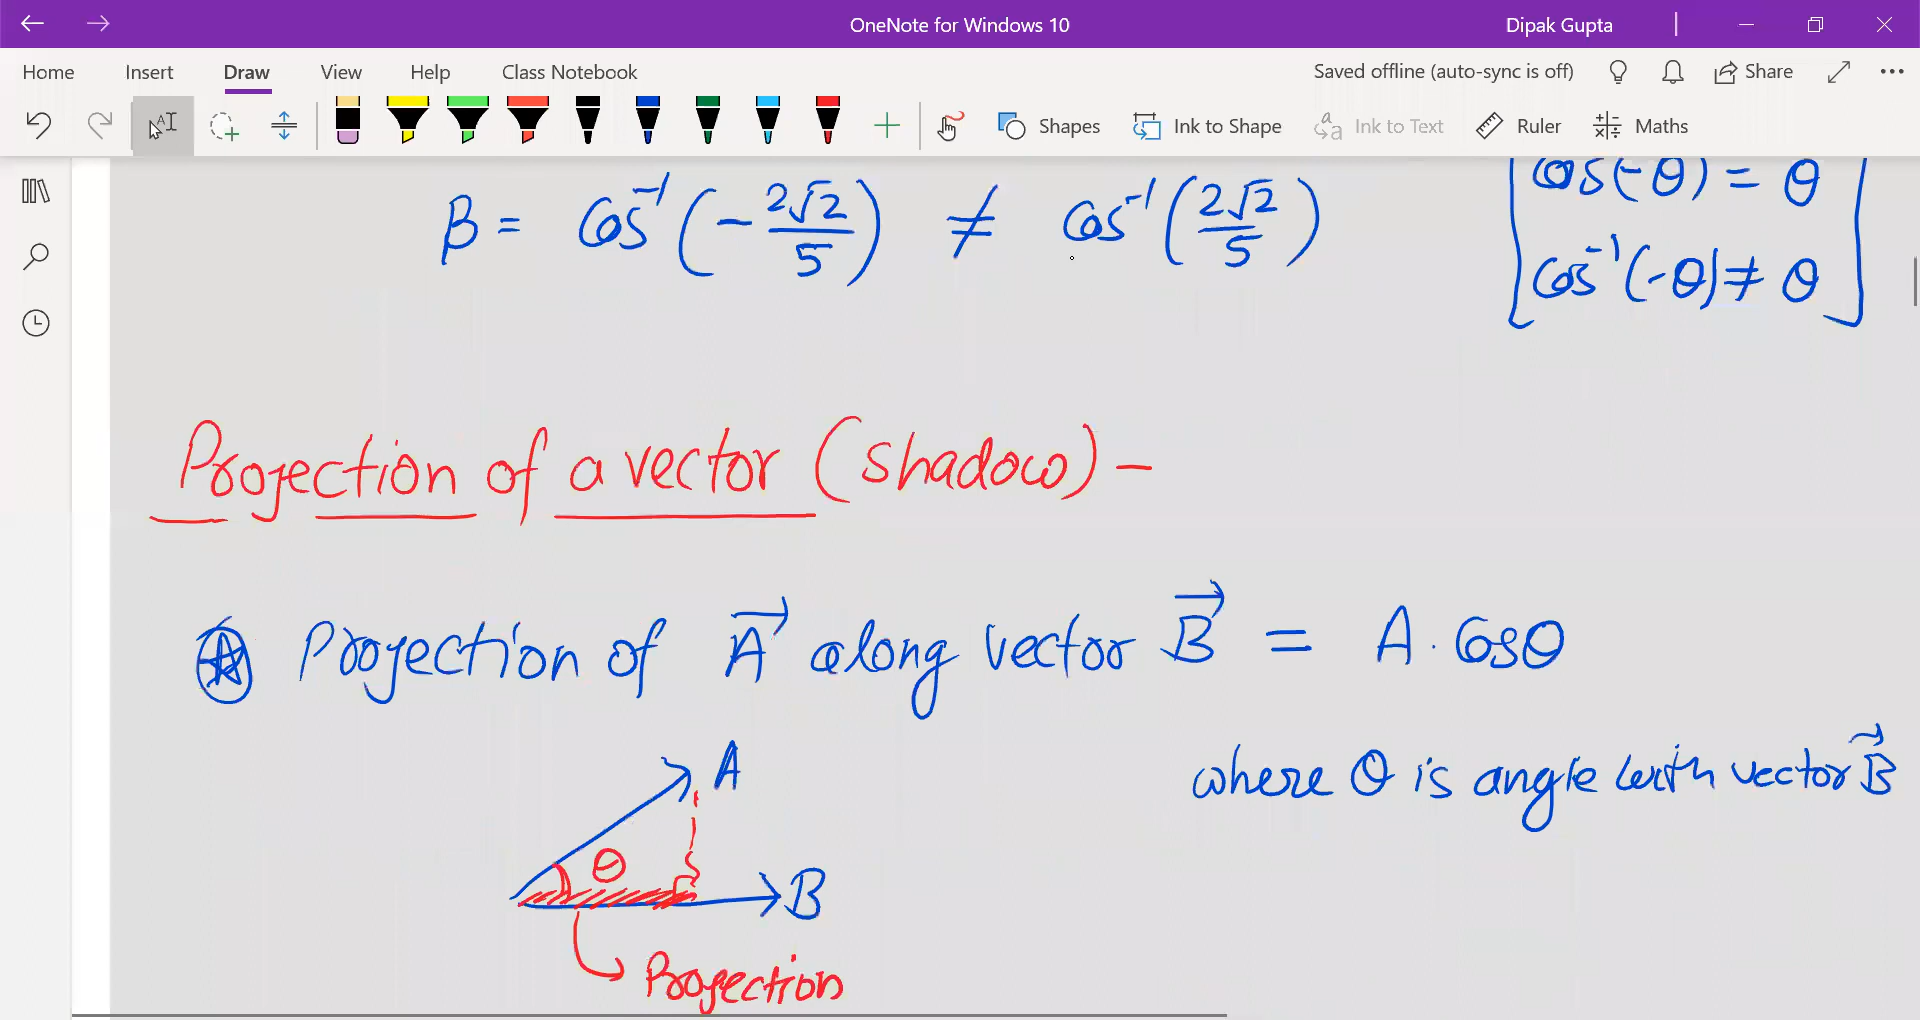 OneNote for Windows 10
Dipak Gupta
Home Insert Draw View Help Class Notebook
Saved offline (auto-sync is off) Share
Shapes Ink to Shape Ink to Text Ruler Maths
β = Cos⁻¹(-2√2/5) ≠ Cos⁻¹(2√2/5)
Cos(-θ) = θ
Cos⁻¹(-θ) ≠ θ
Projection of a vector (shadow) -
Projection of A⃗ along vector B⃗ = A. Cosθ
where θ is angle with vector B⃗
A
θ
B
Projection